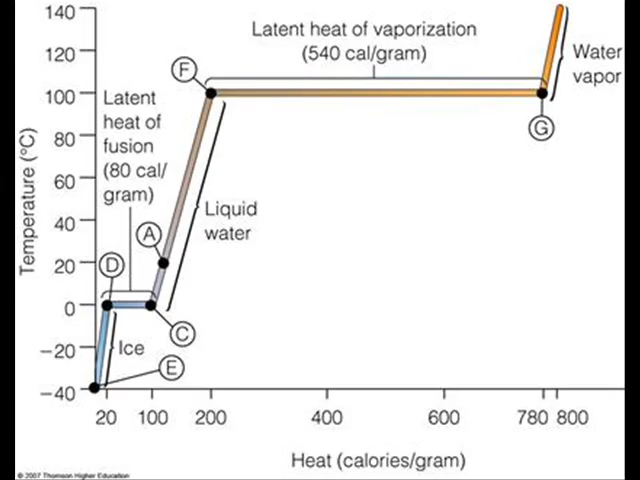 140
120
100
80
60
40
20
0
−20
−40
Temperature (°C)
Latent heat of vaporization
(540 cal/gram)
Water
vapor
F
G
Latent
heat of
fusion
(80 cal/
gram)
Liquid
water
A
D
C
Ice
E
20 100 200 400 600 780 800
Heat (calories/gram)
© 2007 Thomson Higher Education